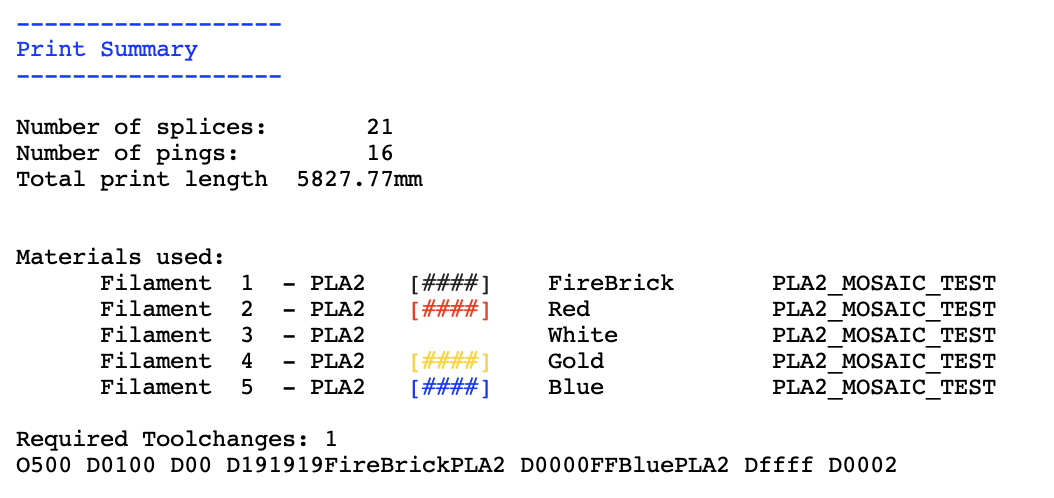 -------------------
Print Summary
-------------------
Number of splices: 21
Number of pings: 16
Total print length 5827.77mm
Materials used:
Filament 1 - PLA2 [####] FireBrick PLA2_MOSAIC_TEST
Filament 2 - PLA2 [####] Red PLA2_MOSAIC_TEST
Filament 3 - PLA2 White PLA2_MOSAIC_TEST
Filament 4 - PLA2 [####] Gold PLA2_MOSAIC_TEST
Filament 5 - PLA2 [####] Blue PLA2_MOSAIC_TEST
Required Toolchanges: 1
O500 D0100 D00 D191919FireBrickPLA2 D0000FFBluePLA2 Dffff D0002